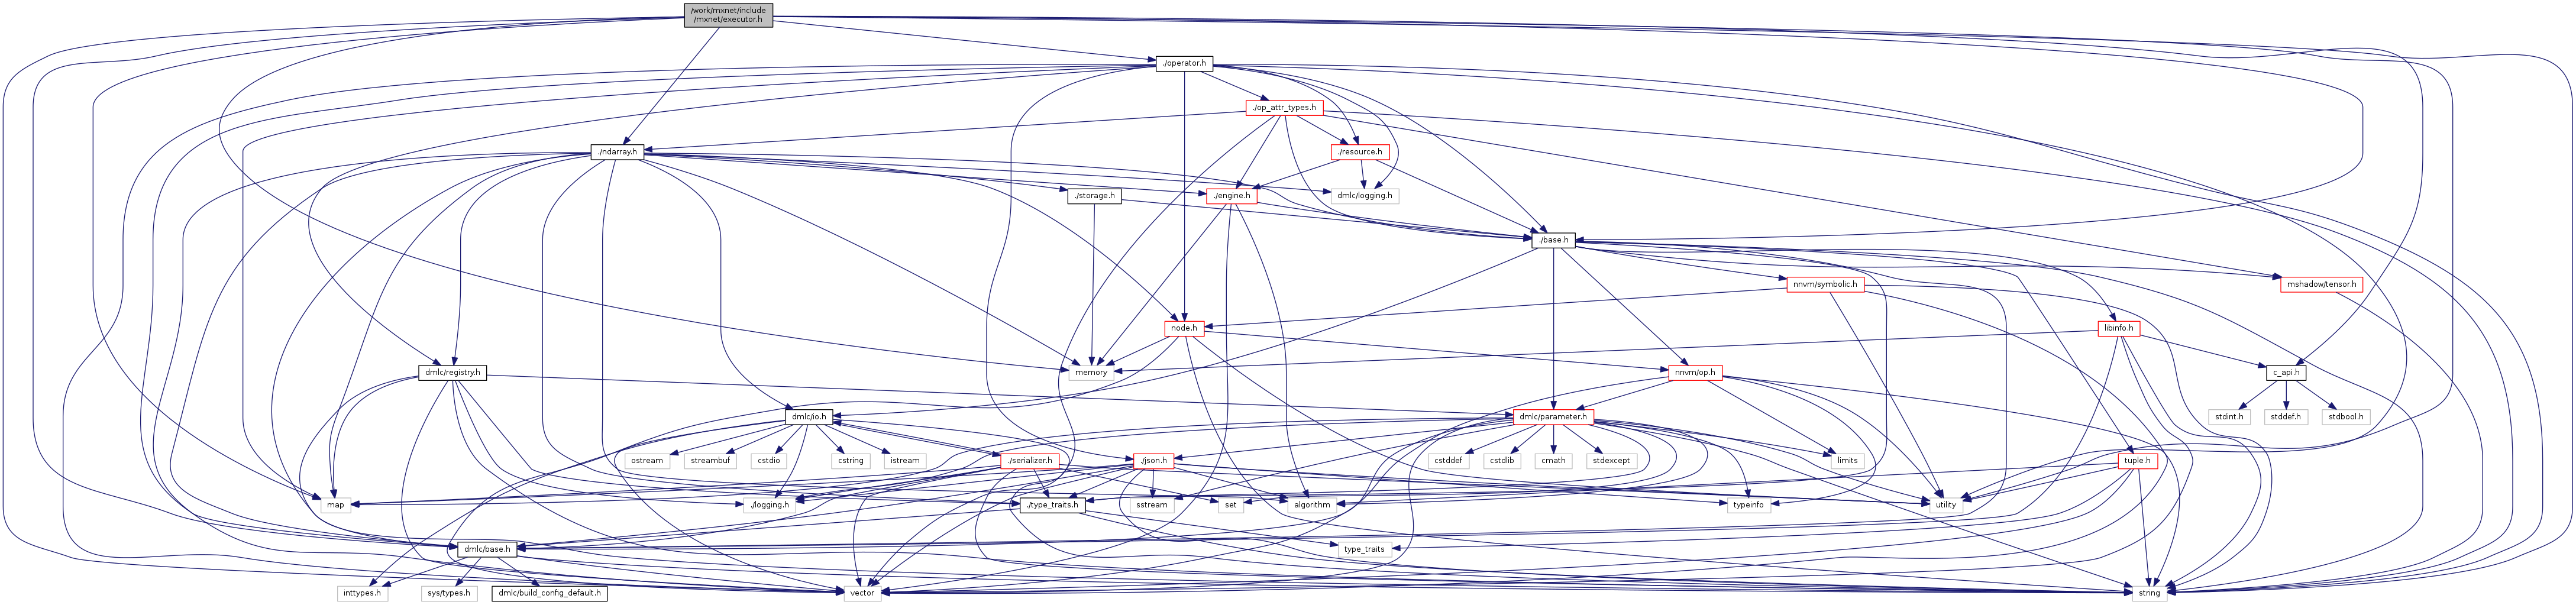 /work/mxnet/include
/mxnet/executor.h
./operator.h
./op_attr_types.h
./ndarray.h
./resource.h
./storage.h
./engine.h
dmlc/logging.h
./base.h
nnvm/symbolic.h
mshadow/tensor.h
node.h
libinfo.h
dmlc/registry.h
memory
nnvm/op.h
c_api.h
dmlc/io.h
dmlc/parameter.h
stdint.h
stddef.h
stdbool.h
ostream
streambuf
cstdio
cstring
istream
./serializer.h
./json.h
cstddef
cstdlib
cmath
stdexcept
limits
tuple.h
map
./logging.h
./type_traits.h
sstream
set
algorithm
typeinfo
utility
dmlc/base.h
type_traits
inttypes.h
sys/types.h
dmlc/build_config_default.h
vector
string